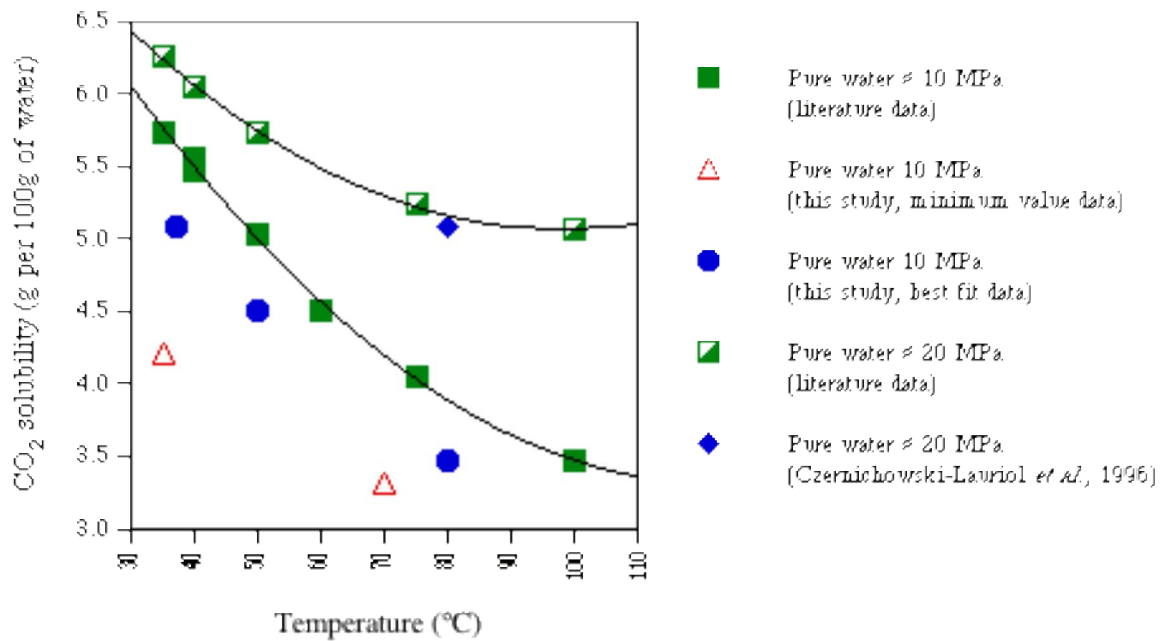 6.5
6.0
5.5
5.0
4.5
4.0
3.5
3.0
CO2 solubility (g per 100g of water)
30 40 50 60 70 80 90 100 110
Temperature (°C)
Pure water ≈ 10 MPa
(literature data)
Pure water 10 MPa
(this study, minimum value data)
Pure water 10 MPa
(this study, best fit data)
Pure water ≈ 20 MPa
(literature data)
Pure water ≈ 20 MPa
(Czernichowski-Lauriol et al., 1996)